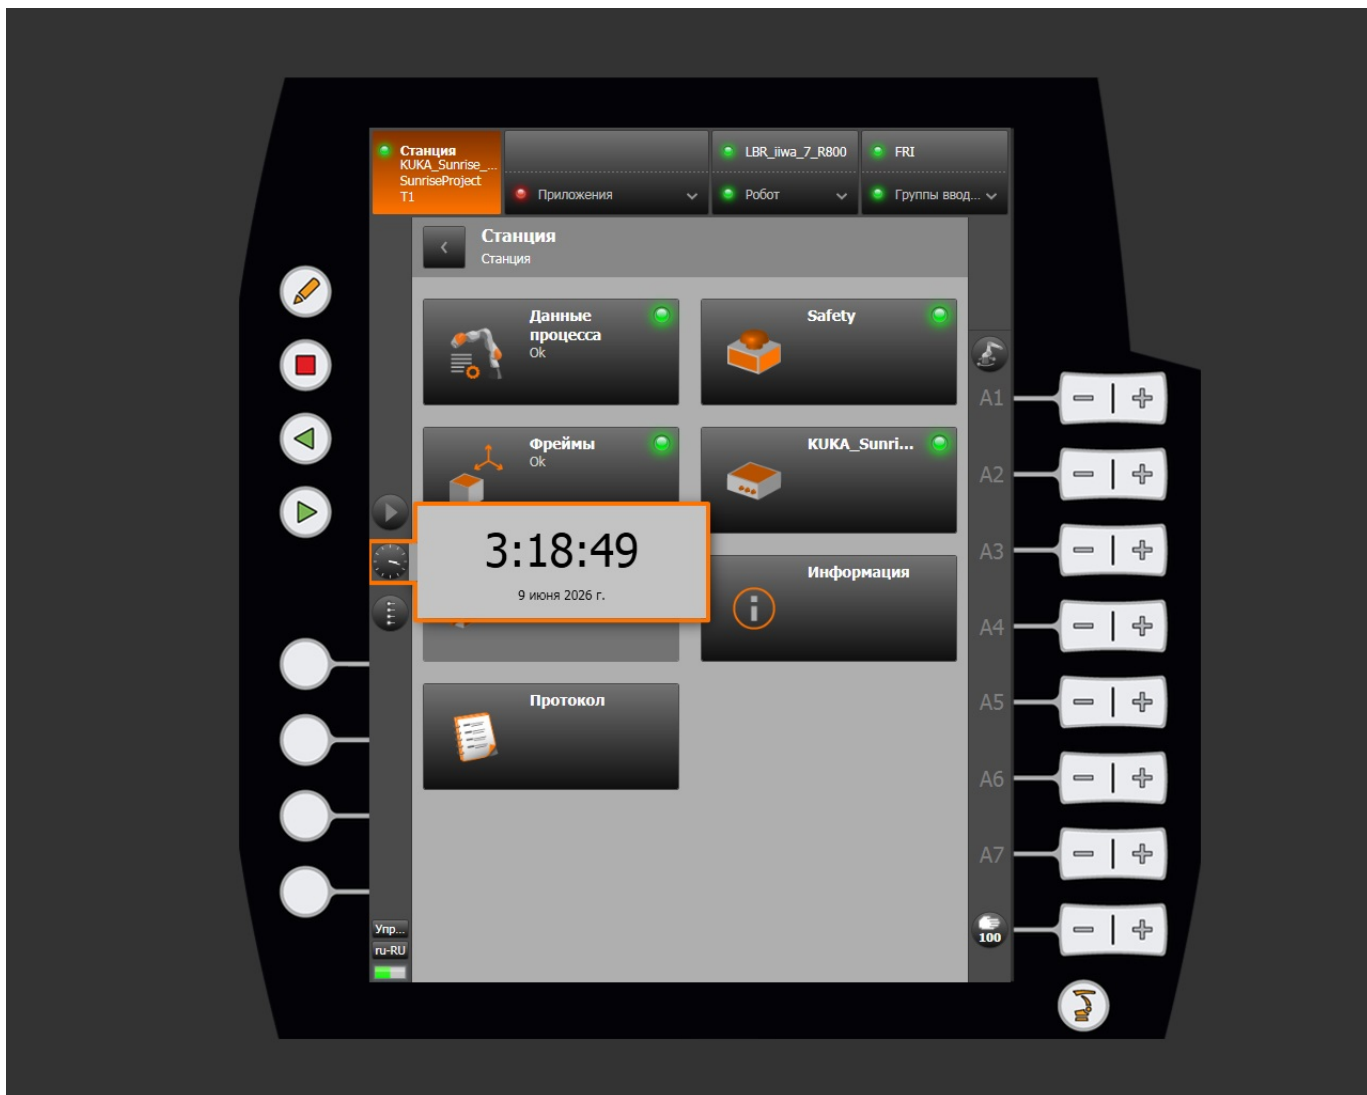 Станция
KUKA_Sunrise_...
SunriseProject
T1
Приложения
LBR_iiwa_7_R800
Робот
FRI
Группы ввод...
Станция
Станция
Данные
процесса
Ok
Safety
Фреймы
Ok
KUKA_Sunri...
3:18:49
9 июня 2026 г.
Информация
Протокол
A1
A2
A3
A4
A5
A6
A7
100
Упр...
ru-RU